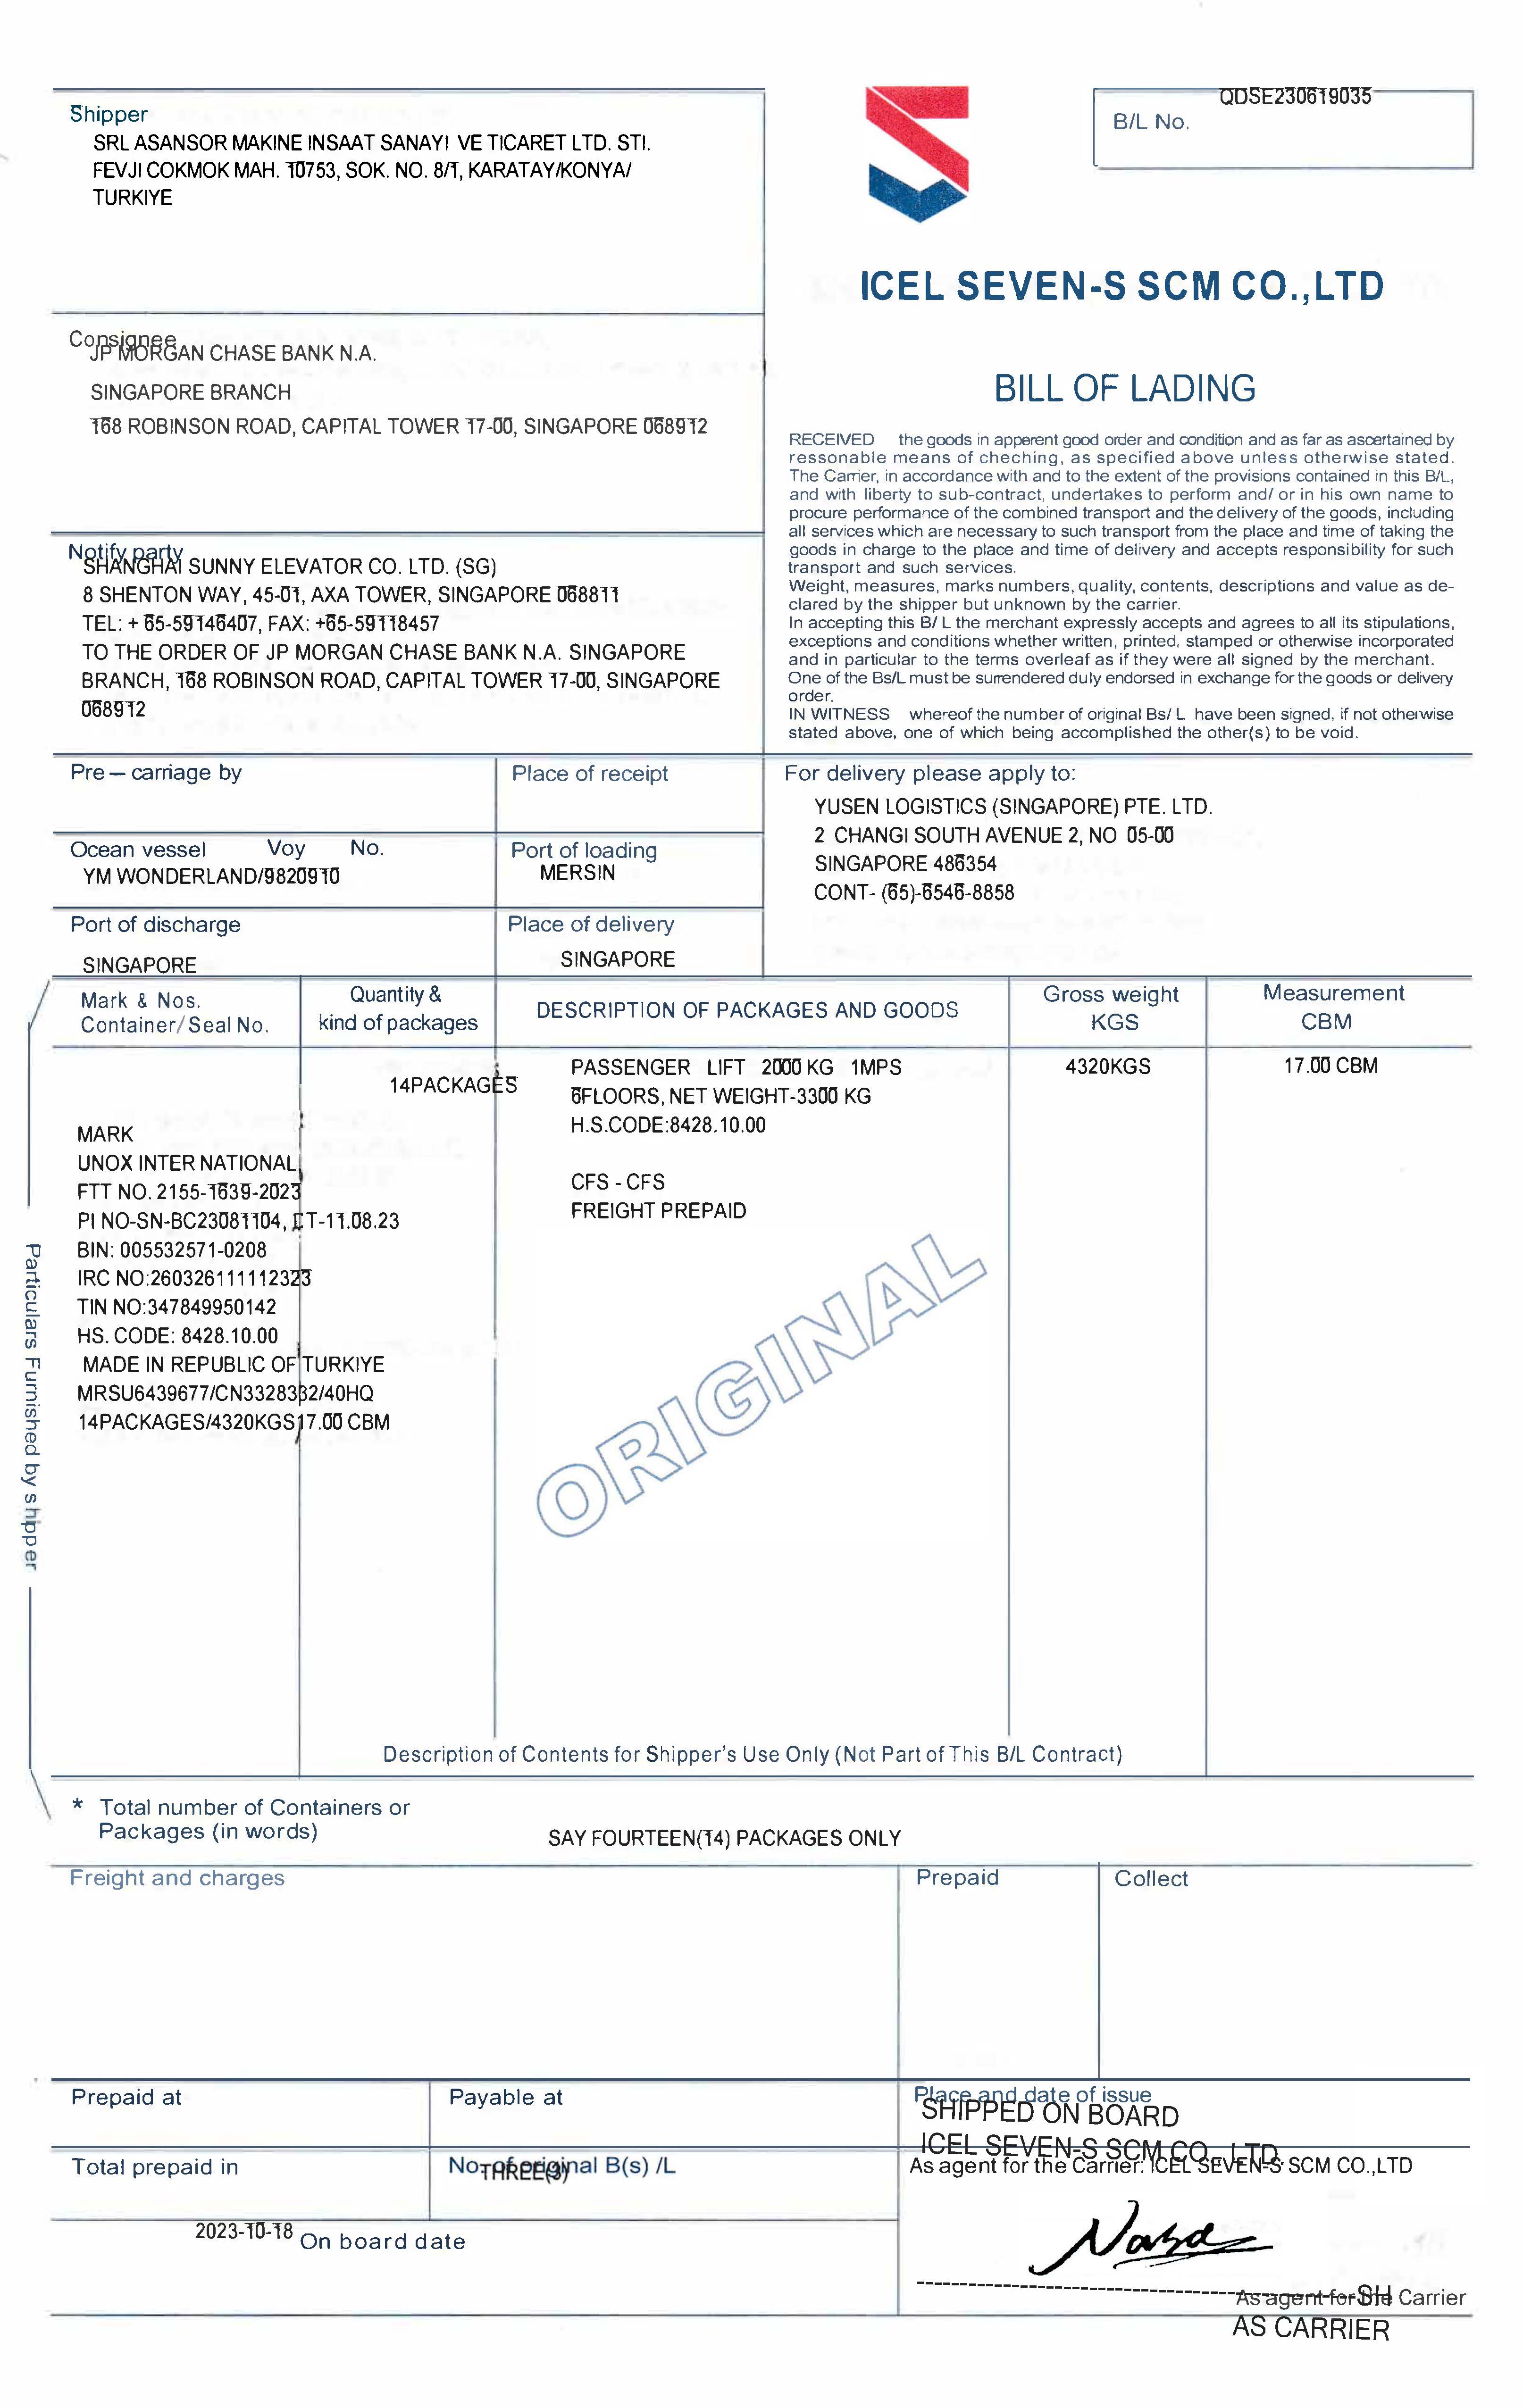 Shipper
SRL ASANSOR MAKINE INSAAT SANAYI VE TICARET LTD. STI.
FEVJI COKMOK MAH. 10753, SOK. NO. 8/1, KARATAY/KONYA/
TURKIYE
QDSE230619035
B/L No.
ICEL SEVEN-S SCM CO.,LTD
Consignee
JP MORGAN CHASE BANK N.A.
SINGAPORE BRANCH
168 ROBINSON ROAD, CAPITAL TOWER 17-00, SINGAPORE 068912
BILL OF LADING
RECEIVED the goods in apperent good order and condition and as far as ascertained by
ressonable means of cheching, as specified above unless otherwise stated.
The Carrier, in accordance with and to the extent of the provisions contained in this B/L,
and with liberty to sub-contract, undertakes to perform and/ or in his own name to
procure performance of the combined transport and the delivery of the goods, including
all services which are necessary to such transport from the place and time of taking the
goods in charge to the place and time of delivery and accepts responsibility for such
transport and such services.
Weight, measures, marks numbers, quality, contents, descriptions and value as de-
clared by the shipper but unknown by the carrier.
In accepting this B/ L the merchant expressly accepts and agrees to all its stipulations,
exceptions and conditions whether written, printed, stamped or otherwise incorporated
and in particular to the terms overleaf as if they were all signed by the merchant.
One of the Bs/L must be surrendered duly endorsed in exchange for the goods or delivery
order.
IN WITNESS whereof the number of original Bs/ L have been signed, if not otherwise
stated above, one of which being accomplished the other(s) to be void.
Notify party
SHANGHAI SUNNY ELEVATOR CO. LTD. (SG)
8 SHENTON WAY, 45-01, AXA TOWER, SINGAPORE 068811
TEL: + 65-59146407, FAX: +65-59118457
TO THE ORDER OF JP MORGAN CHASE BANK N.A. SINGAPORE
BRANCH, 168 ROBINSON ROAD, CAPITAL TOWER 17-00, SINGAPORE
068912
Pre – carriage by
Place of receipt
For delivery please apply to:
YUSEN LOGISTICS (SINGAPORE) PTE. LTD.
2 CHANGI SOUTH AVENUE 2, NO 05-00
SINGAPORE 486354
CONT- (65)-6546-8858
Ocean vessel Voy No.
YM WONDERLAND/9820910
Port of loading
MERSIN
Port of discharge
SINGAPORE
Place of delivery
SINGAPORE
Mark & Nos.
Container/Seal No.
Quantity &
kind of packages
DESCRIPTION OF PACKAGES AND GOODS
Gross weight
KGS
Measurement
CBM
14PACKAGES
PASSENGER LIFT 2000 KG 1MPS
6FLOORS, NET WEIGHT-3300 KG
H.S.CODE:8428.10.00
CFS - CFS
FREIGHT PREPAID
4320KGS
17.00 CBM
MARK
UNOX INTER NATIONAL
FTT NO. 2155-1639-2023
PI NO-SN-BC23081104, DT-11.08.23
BIN: 005532571-0208
IRC NO:260326111112323
TIN NO:347849950142
HS. CODE: 8428.10.00
MADE IN REPUBLIC OF TURKIYE
MRSU6439677/CN3328332/40HQ
14PACKAGES/4320KGS17.00 CBM
ORIGINAL
Particulars Furnished by shipper
Description of Contents for Shipper's Use Only (Not Part of This B/L Contract)
* Total number of Containers or
Packages (in words)
SAY FOURTEEN(14) PACKAGES ONLY
Freight and charges
Prepaid
Collect
Prepaid at
Payable at
Place and date of issue
SHIPPED ON BOARD
ICEL SEVEN-S SCM CO., LTD.
Total prepaid in
No. of original B(s) /L
THREE(3)
As agent for the Carrier: ICEL SEVEN-S SCM CO.,LTD
2023-10-18
On board date
As agent for the Carrier
SH
AS CARRIER